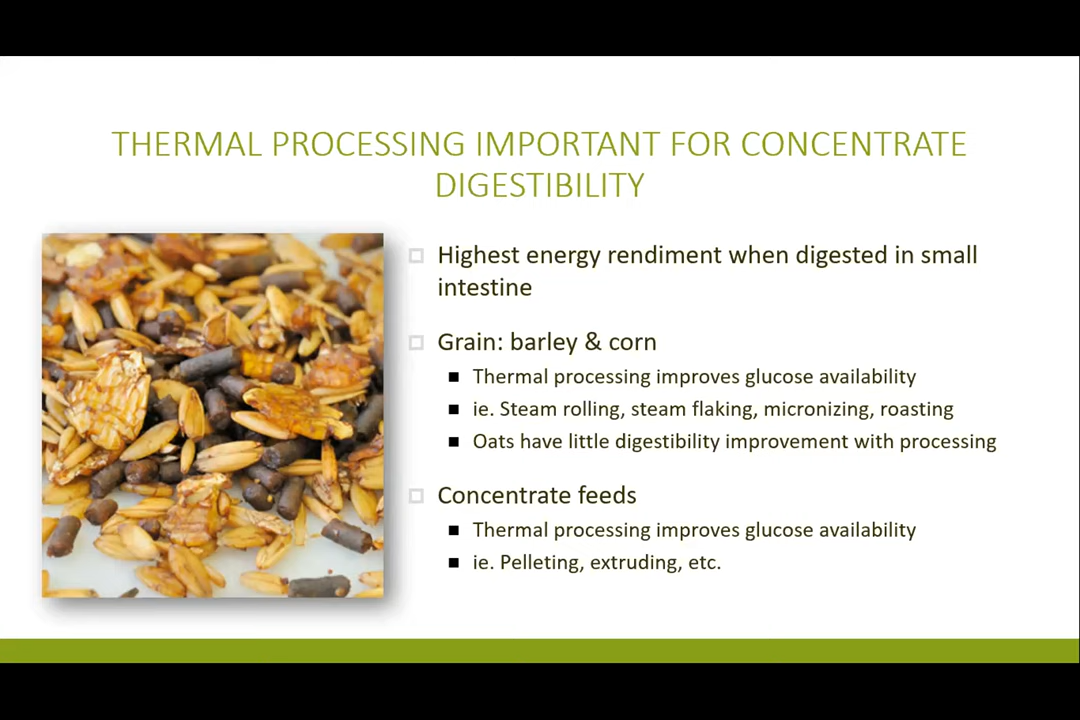 THERMAL PROCESSING IMPORTANT FOR CONCENTRATE
DIGESTIBILITY
Highest energy rendiment when digested in small
intestine
Grain: barley & corn
Thermal processing improves glucose availability
ie. Steam rolling, steam flaking, micronizing, roasting
Oats have little digestibility improvement with processing
Concentrate feeds
Thermal processing improves glucose availability
ie. Pelleting, extruding, etc.